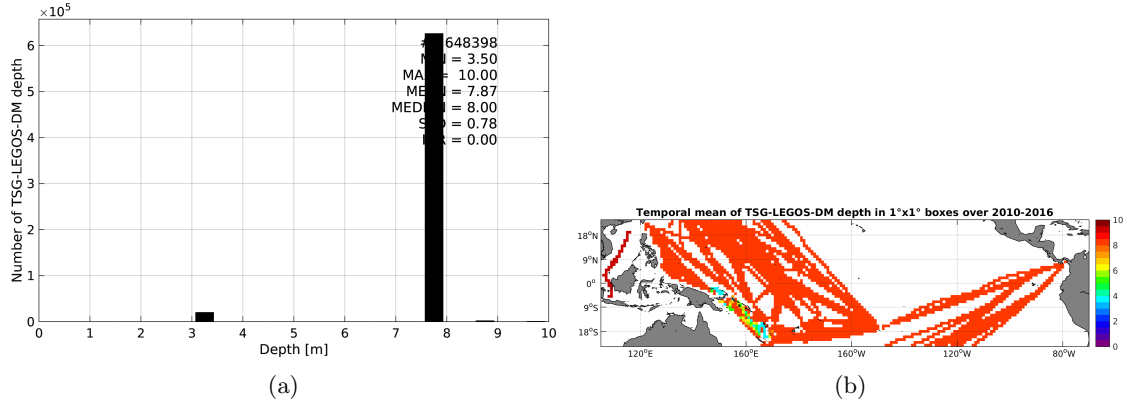 ×10⁵
6
5
4
3
2
1
0
Number of TSG-LEGOS-DM depth
648398
= 3.50
= 10.00
= 7.87
= 8.00
= 0.78
= 0.00
0 1 2 3 4 5 6 7 8 9 10
Depth [m]
(a)
Temporal mean of TSG-LEGOS-DM depth in 1°x1° boxes over 2010-2016
18°N
9°N
0°
9°S
18°S
120°E 160°E 160°W 120°W 80°W
10
8
6
4
2
0
(b)